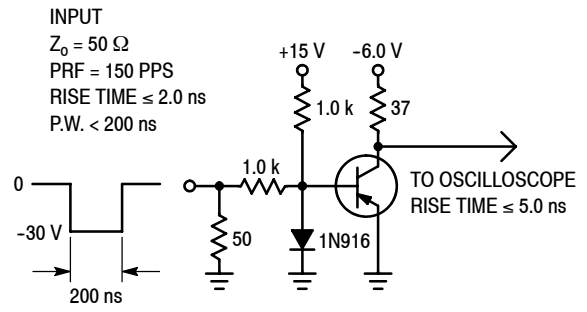 INPUT
Zo = 50 Ω
PRF = 150 PPS
RISE TIME ≤ 2.0 ns
P.W. < 200 ns
+15 V
-6.0 V
1.0 k
37
1.0 k
0
TO OSCILLOSCOPE
RISE TIME ≤ 5.0 ns
-30 V
50
1N916
200 ns